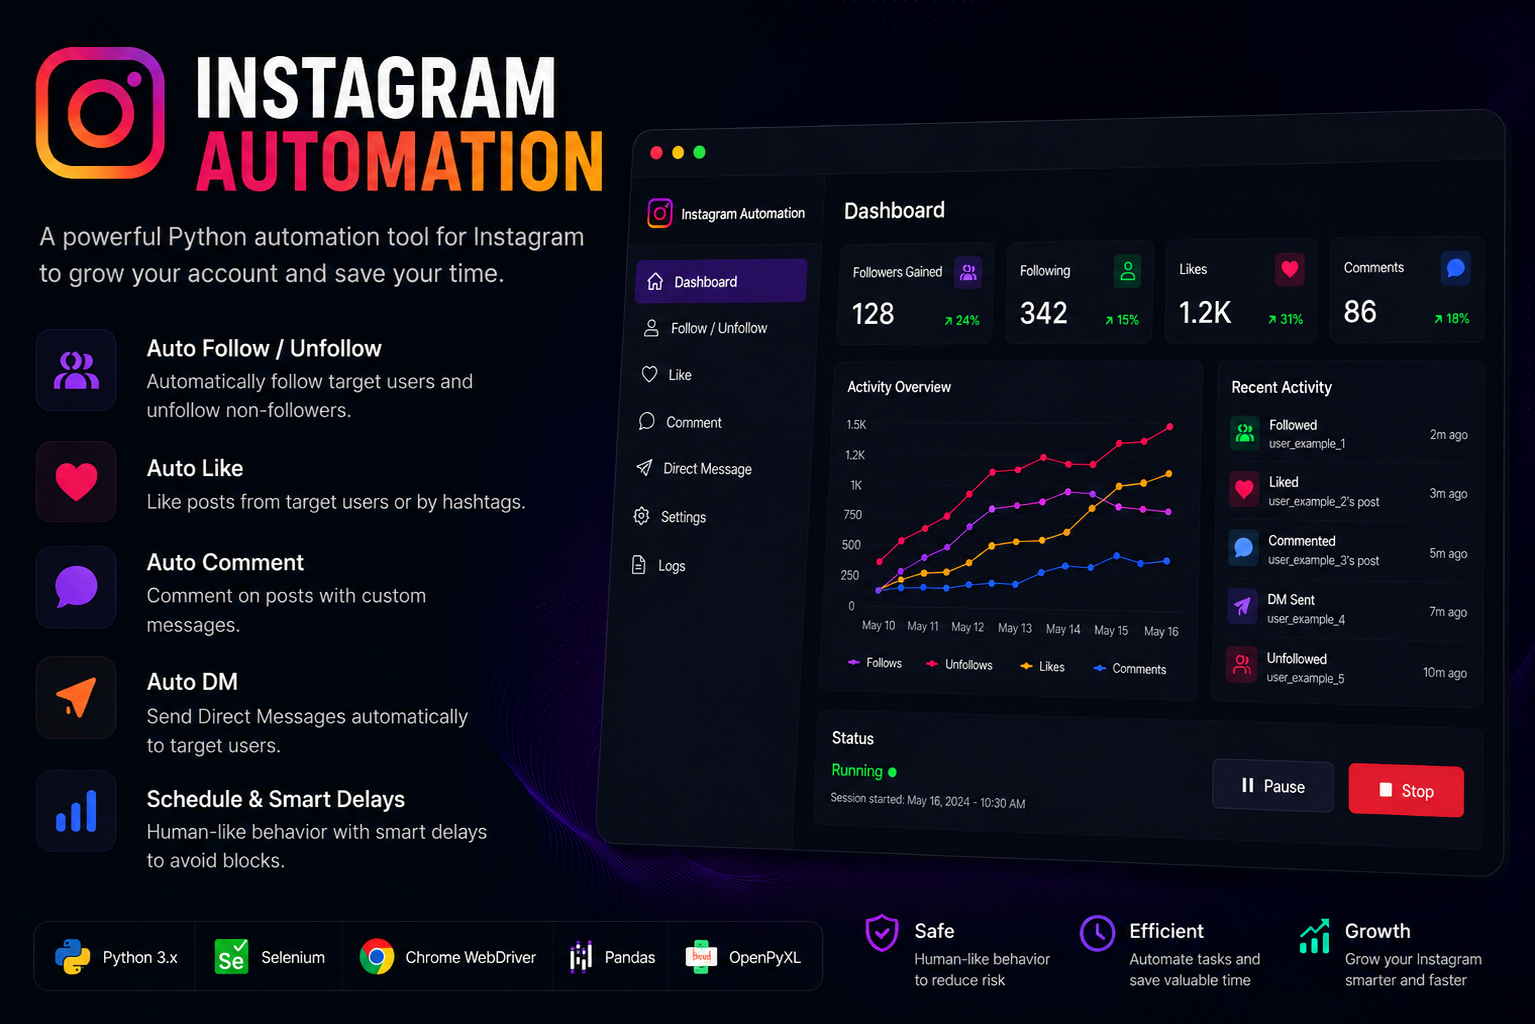 INSTAGRAM
AUTOMATION
A powerful Python automation tool for Instagram
to grow your account and save your time.
Auto Follow / Unfollow
Automatically follow target users and
unfollow non-followers.
Auto Like
Like posts from target users or by hashtags.
Auto Comment
Comment on posts with custom
messages.
Auto DM
Send Direct Messages automatically
to target users.
Schedule & Smart Delays
Human-like behavior with smart delays
to avoid blocks.
Instagram Automation
Dashboard
Follow / Unfollow
Like
Comment
Direct Message
Settings
Logs
Dashboard
Followers Gained
128
24%
Following
342
15%
Likes
1.2K
31%
Comments
86
18%
Activity Overview
1.5K
1.2K
1K
750
500
250
0
May 10 May 11 May 12 May 13 May 14 May 15 May 16
Follows Unfollows Likes Comments
Recent Activity
Followed
user_example_1
2m ago
Liked
user_example_2's post
3m ago
Commented
user_example_3's post
5m ago
DM Sent
user_example_4
7m ago
Unfollowed
user_example_5
10m ago
Status
Running
Session started: May 16, 2024 - 10:30 AM
Pause
Stop
Python 3.x
Se
Selenium
Chrome WebDriver
Pandas
OpenPyXL
Safe
Human-like behavior
to reduce risk
Efficient
Automate tasks and
save valuable time
Growth
Grow your Instagram
smarter and faster